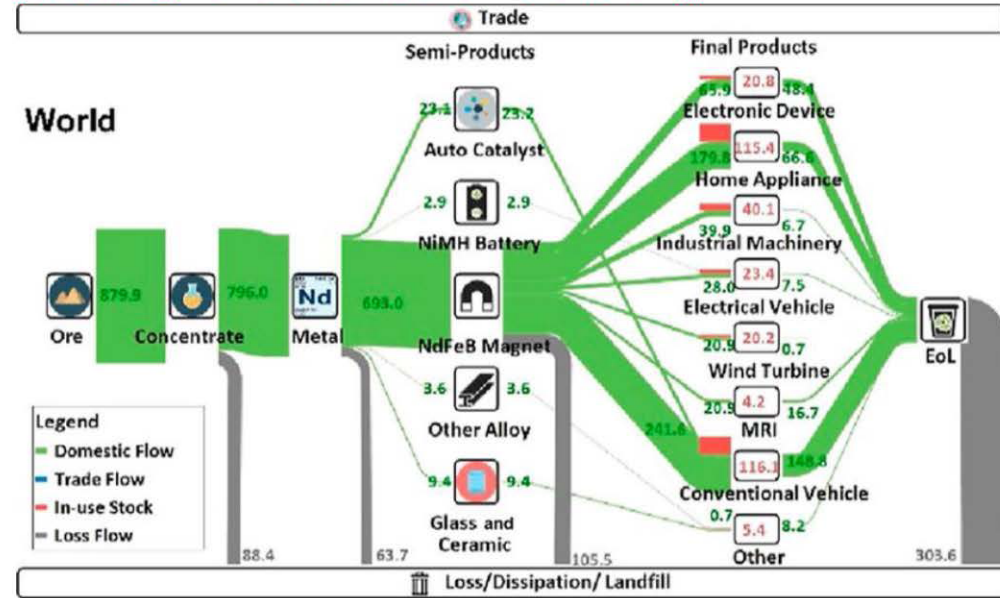 Trade
Semi-Products
Final Products
World
Ore
879.9
Concentrate
796.0
Nd
Metal
693.0
23.1
23.2
Auto Catalyst
2.9
2.9
NiMH Battery
NdFeB Magnet
3.6
3.6
Other Alloy
9.4
9.4
Glass and
Ceramic
65.9
20.8
48.4
Electronic Device
179.8
115.4
66.6
Home Appliance
39.9
40.1
6.7
Industrial Machinery
28.0
23.4
7.5
Electrical Vehicle
20.9
20.2
0.7
Wind Turbine
20.9
4.2
16.7
MRI
241.6
116.1
148.8
Conventional Vehicle
0.7
5.4
8.2
Other
EoL
Legend
Domestic Flow
Trade Flow
In-use Stock
Loss Flow
88.4
63.7
105.5
303.6
Loss/Dissipation/ Landfill